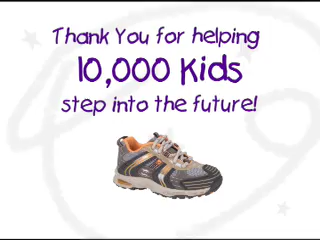 Thank You for helping
10,000 Kids
step into the future!